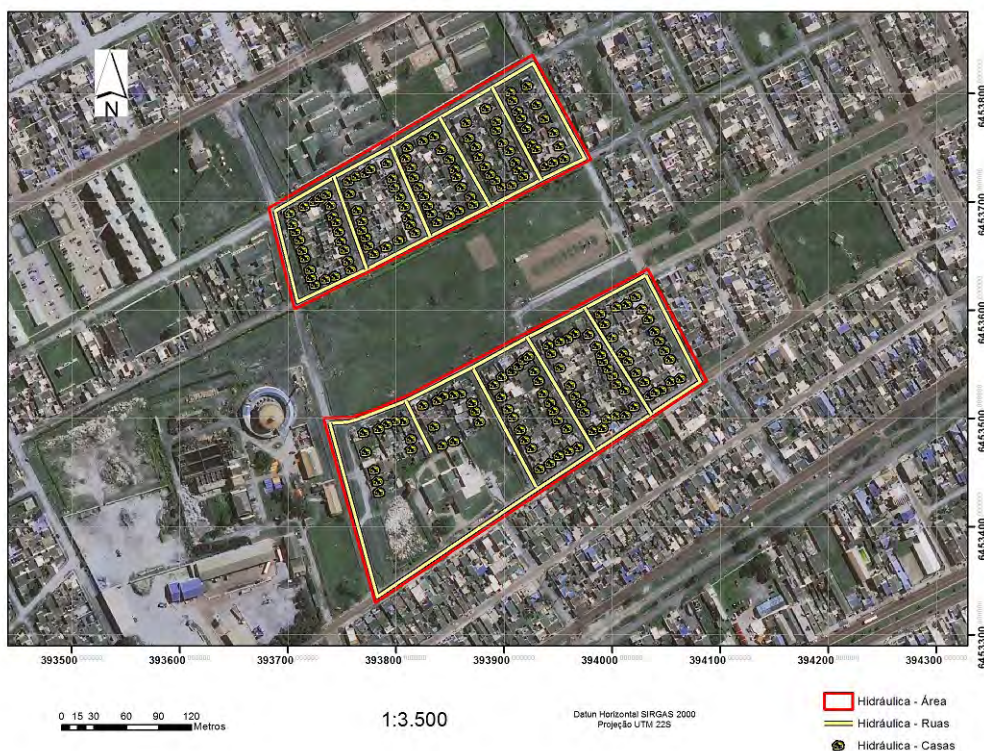 N
6453800
6453700
6453600
6453500
6453400
6453300
393500 393600 393700 393800 393900 394000 394100 394200 394300
0 15 30 60 90 120
Metros
1:3.500
Datun Horizontal SIRGAS 2000
Projeção UTM 22S
Hidráulica - Área
Hidráulica - Ruas
Hidráulica - Casas